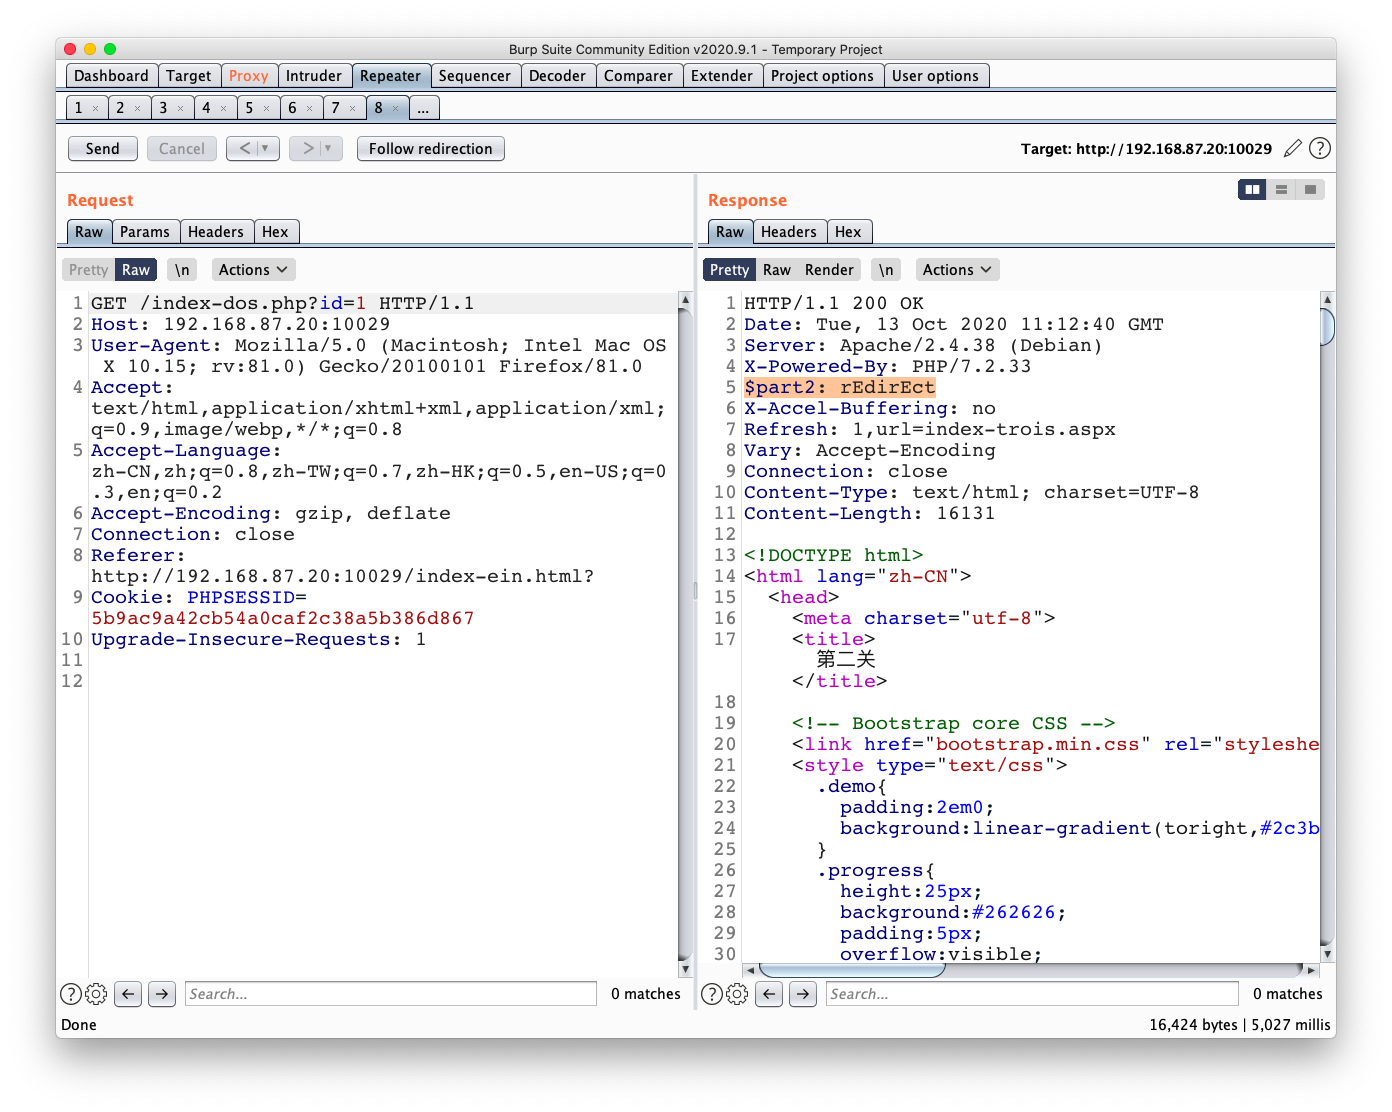 Burp Suite Community Edition v2020.9.1 - Temporary Project
Dashboard Target Proxy Intruder Repeater Sequencer Decoder Comparer Extender Project options User options
1 × 2 × 3 × 4 × 5 × 6 × 7 × 8 × ...
Send Cancel < > Follow redirection Target: http://192.168.87.20:10029
Request
Raw Params Headers Hex
Pretty Raw \n Actions
1 GET /index-dos.php?id=1 HTTP/1.1
2 Host: 192.168.87.20:10029
3 User-Agent: Mozilla/5.0 (Macintosh; Intel Mac OS
X 10.15; rv:81.0) Gecko/20100101 Firefox/81.0
4 Accept:
text/html,application/xhtml+xml,application/xml;
q=0.9,image/webp,*/*;q=0.8
5 Accept-Language:
zh-CN,zh;q=0.8,zh-TW;q=0.7,zh-HK;q=0.5,en-US;q=0
.3,en;q=0.2
6 Accept-Encoding: gzip, deflate
7 Connection: close
8 Referer:
http://192.168.87.20:10029/index-ein.html?
9 Cookie: PHPSESSID=
5b9ac9a42cb54a0caf2c38a5b386d867
10 Upgrade-Insecure-Requests: 1
11
12
Search...
0 matches
Response
Raw Headers Hex
Pretty Raw Render \n Actions
1 HTTP/1.1 200 OK
2 Date: Tue, 13 Oct 2020 11:12:40 GMT
3 Server: Apache/2.4.38 (Debian)
4 X-Powered-By: PHP/7.2.33
5 $part2: rEdirEct
6 X-Accel-Buffering: no
7 Refresh: 1,url=index-trois.aspx
8 Vary: Accept-Encoding
9 Connection: close
10 Content-Type: text/html; charset=UTF-8
11 Content-Length: 16131
12
13 <!DOCTYPE html>
14 <html lang="zh-CN">
15 <head>
16 <meta charset="utf-8">
17 <title>
第二关
</title>
18
19 <!-- Bootstrap core CSS -->
20 <link href="bootstrap.min.css" rel="styleshe
21 <style type="text/css">
22 .demo{
23 padding:2em0;
24 background:linear-gradient(toright,#2c3b
25 }
26 .progress{
27 height:25px;
28 background:#262626;
29 padding:5px;
30 overflow:visible;
Search...
0 matches
Done
16,424 bytes | 5,027 millis